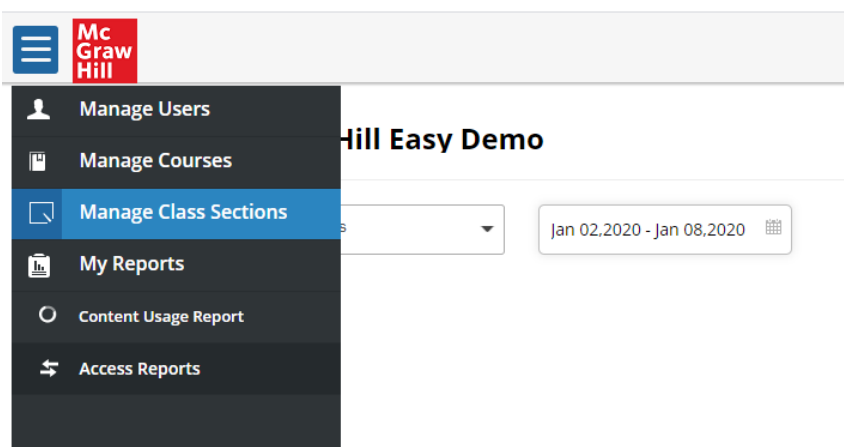 Mc
Graw
Hill
Manage Users
Hill Easy Demo
Manage Courses
Manage Class Sections
s
Jan 02,2020 - Jan 08,2020
My Reports
Content Usage Report
Access Reports